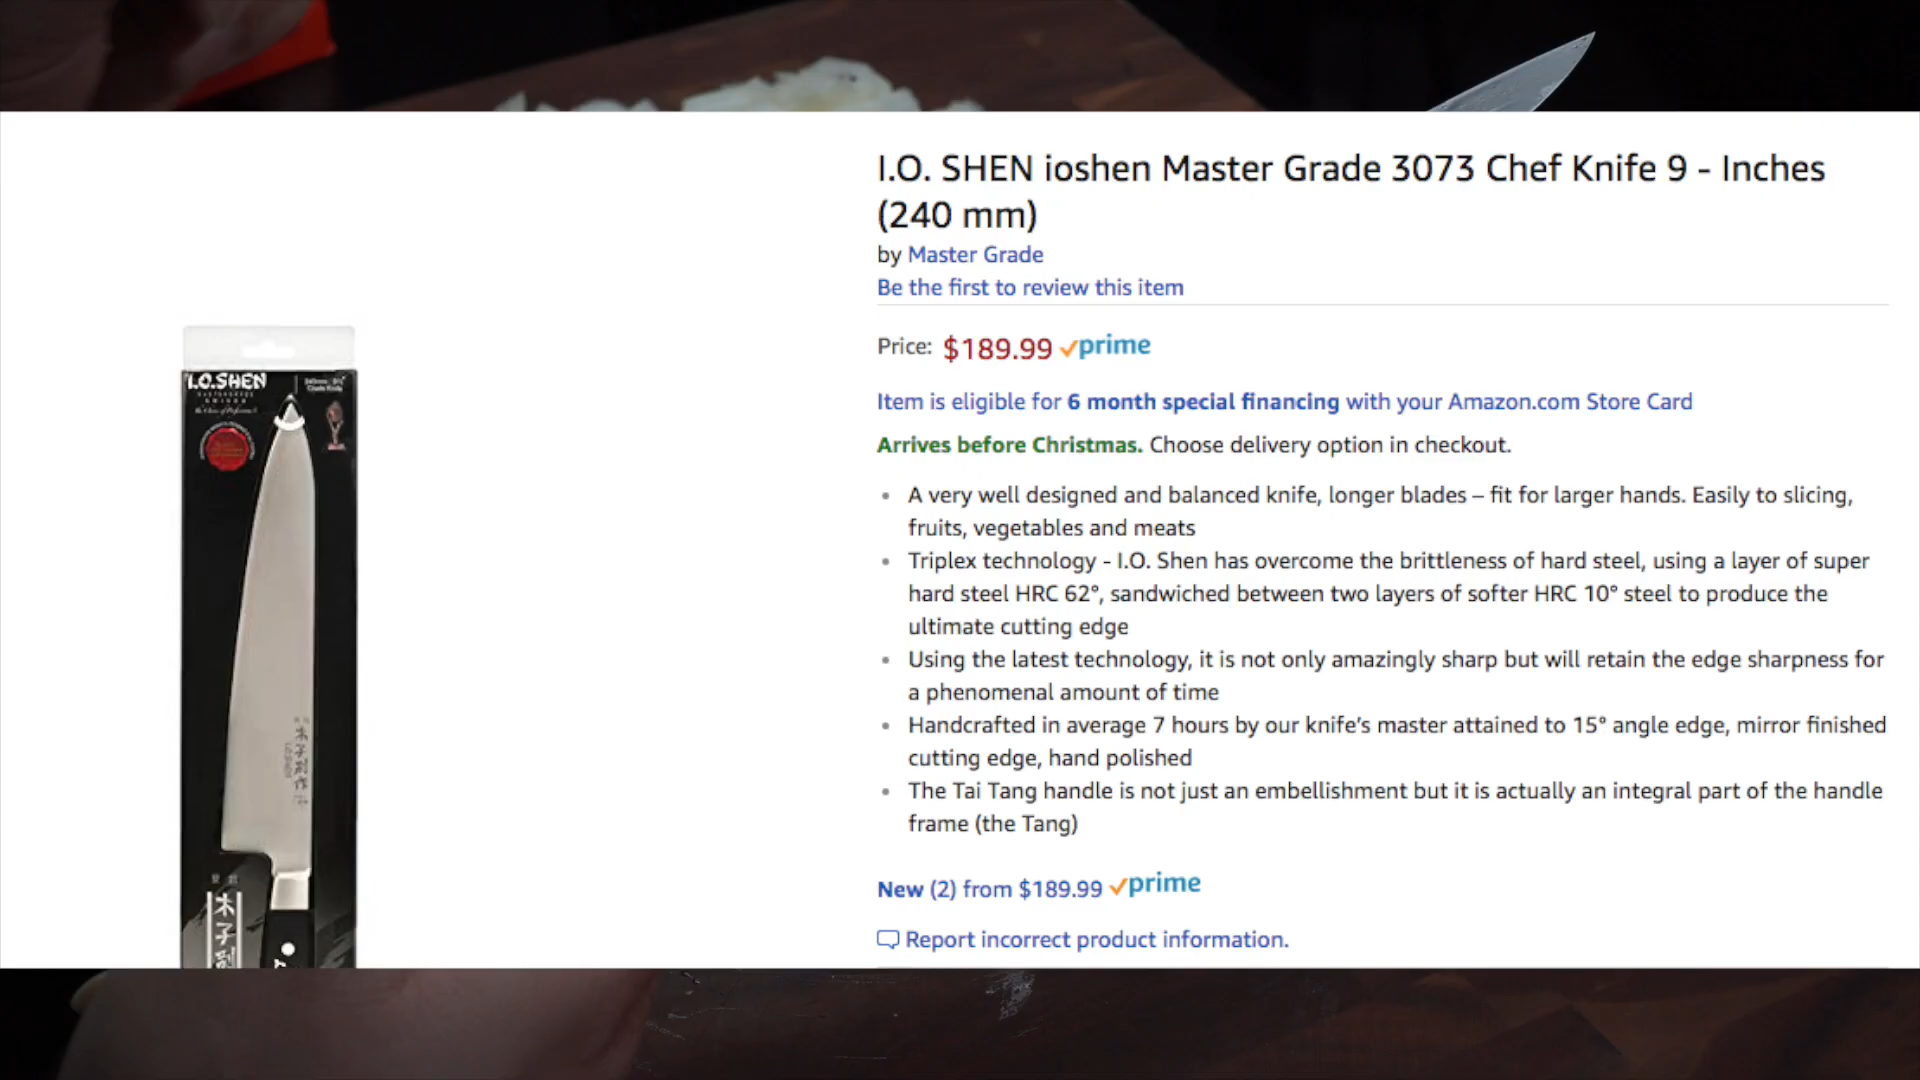 I.O. SHEN ioshen Master Grade 3073 Chef Knife 9 - Inches
(240 mm)
by Master Grade
Be the first to review this item
Price: $189.99 prime
Item is eligible for 6 month special financing with your Amazon.com Store Card
Arrives before Christmas. Choose delivery option in checkout.
• A very well designed and balanced knife, longer blades – fit for larger hands. Easily to slicing,
fruits, vegetables and meats
• Triplex technology - I.O. Shen has overcome the brittleness of hard steel, using a layer of super
hard steel HRC 62°, sandwiched between two layers of softer HRC 10° steel to produce the
ultimate cutting edge
• Using the latest technology, it is not only amazingly sharp but will retain the edge sharpness for
a phenomenal amount of time
• Handcrafted in average 7 hours by our knife's master attained to 15° angle edge, mirror finished
cutting edge, hand polished
• The Tai Tang handle is not just an embellishment but it is actually an integral part of the handle
frame (the Tang)
New (2) from $189.99 prime
Report incorrect product information.
I.O.SHEN
木子